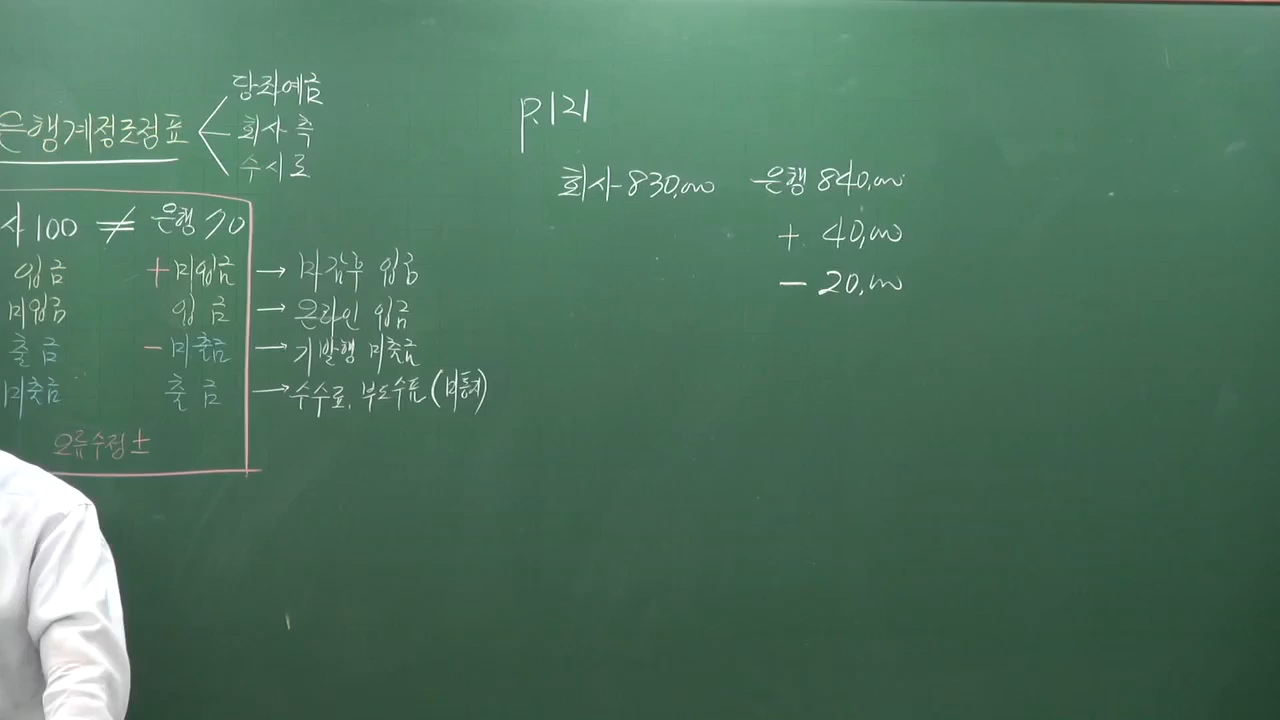 은행계정조정표
당좌예금
회사 측
수시로
사 100 ≠ 은행 70
입금 + 미입금 → 마감후 입금
미입금 입금 → 온라인 입금
출금 - 미출금 → 기발행 미출금
미출금 출금 → 수수료, 부도수표 (미통지)
오류수정 ±
p.121
회사 830,000 은행 840,000
+ 40,000
- 20,000